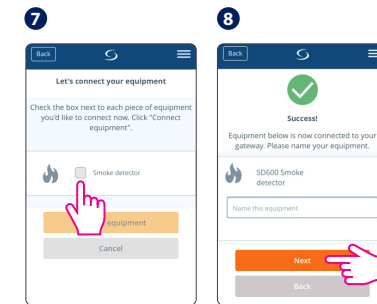 7
Back
Let's connect your equipment
Check the box next to each piece of equipment
you'd like to connect now. Click "Connect
equipment".
Smoke detector
equipment
Cancel
8
Back
Success!
Equipment below is now connected to your
gateway. Please name your equipment.
SD600 Smoke
detector
Name this equipment
Next
Back